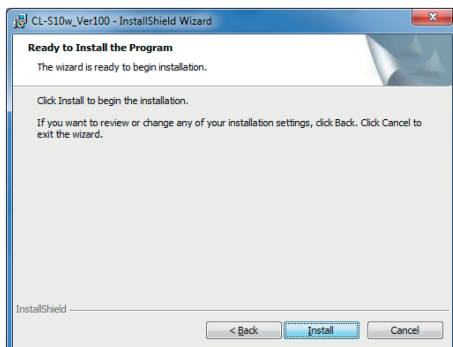 CL-S10w_Ver100 - InstallShield Wizard
Ready to Install the Program
The wizard is ready to begin installation.
Click Install to begin the installation.
If you want to review or change any of your installation settings, click Back. Click Cancel to
exit the wizard.
InstallShield
< Back
Install
Cancel